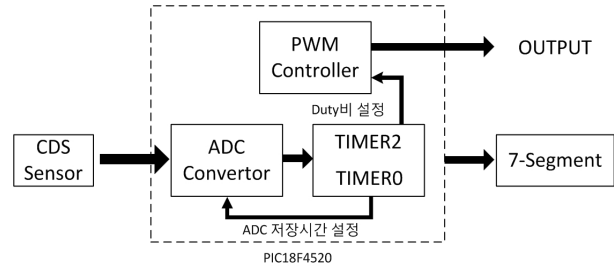 PWM
Controller
OUTPUT
Duty비 설정
CDS
Sensor
ADC
Convertor
TIMER2
TIMER0
7-Segment
ADC 저장시간 설정
PIC18F4520